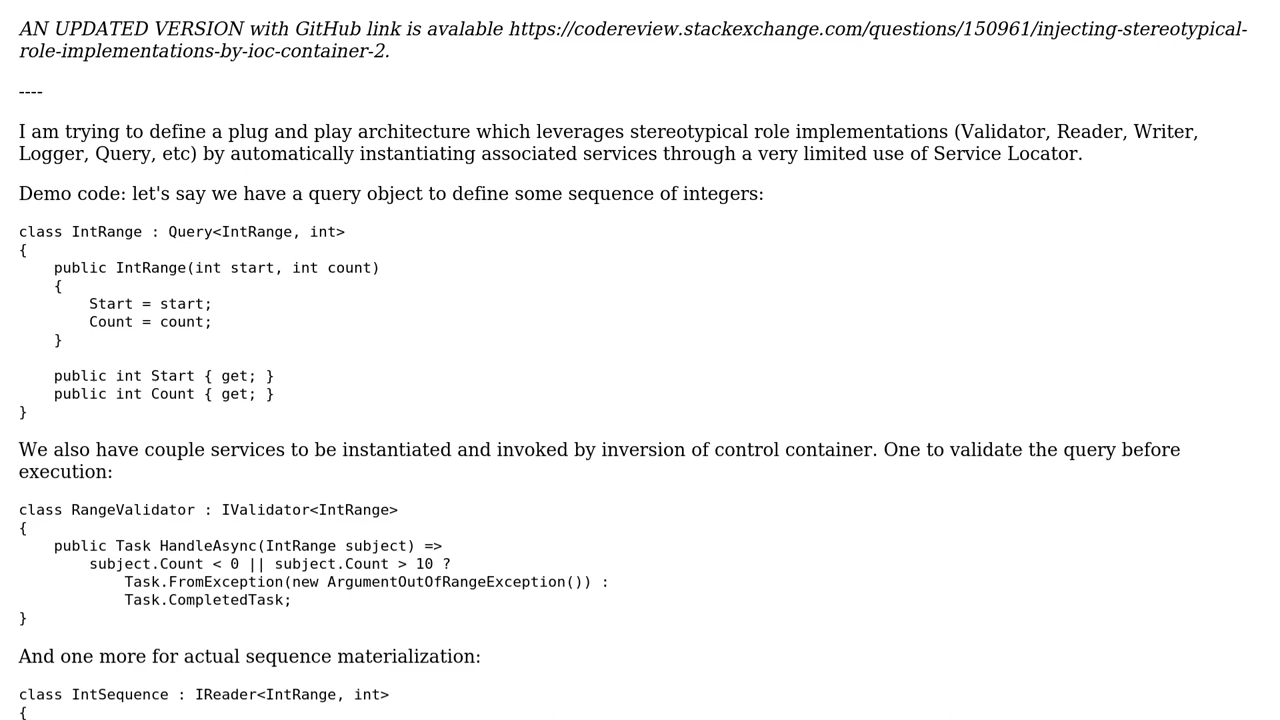 AN UPDATED VERSION with GitHub link is avalable https://codereview.stackexchange.com/questions/150961/injecting-stereotypical-
role-implementations-by-ioc-container-2.
----
I am trying to define a plug and play architecture which leverages stereotypical role implementations (Validator, Reader, Writer,
Logger, Query, etc) by automatically instantiating associated services through a very limited use of Service Locator.
Demo code: let's say we have a query object to define some sequence of integers:
class IntRange : Query<IntRange, int>
{
    public IntRange(int start, int count)
    {
        Start = start;
        Count = count;
    }
    public int Start { get; }
    public int Count { get; }
}
We also have couple services to be instantiated and invoked by inversion of control container. One to validate the query before
execution:
class RangeValidator : IValidator<IntRange>
{
    public Task HandleAsync(IntRange subject) =>
        subject.Count < 0 || subject.Count > 10 ?
            Task.FromException(new ArgumentOutOfRangeException()) :
            Task.CompletedTask;
}
And one more for actual sequence materialization:
class IntSequence : IReader<IntRange, int>
{